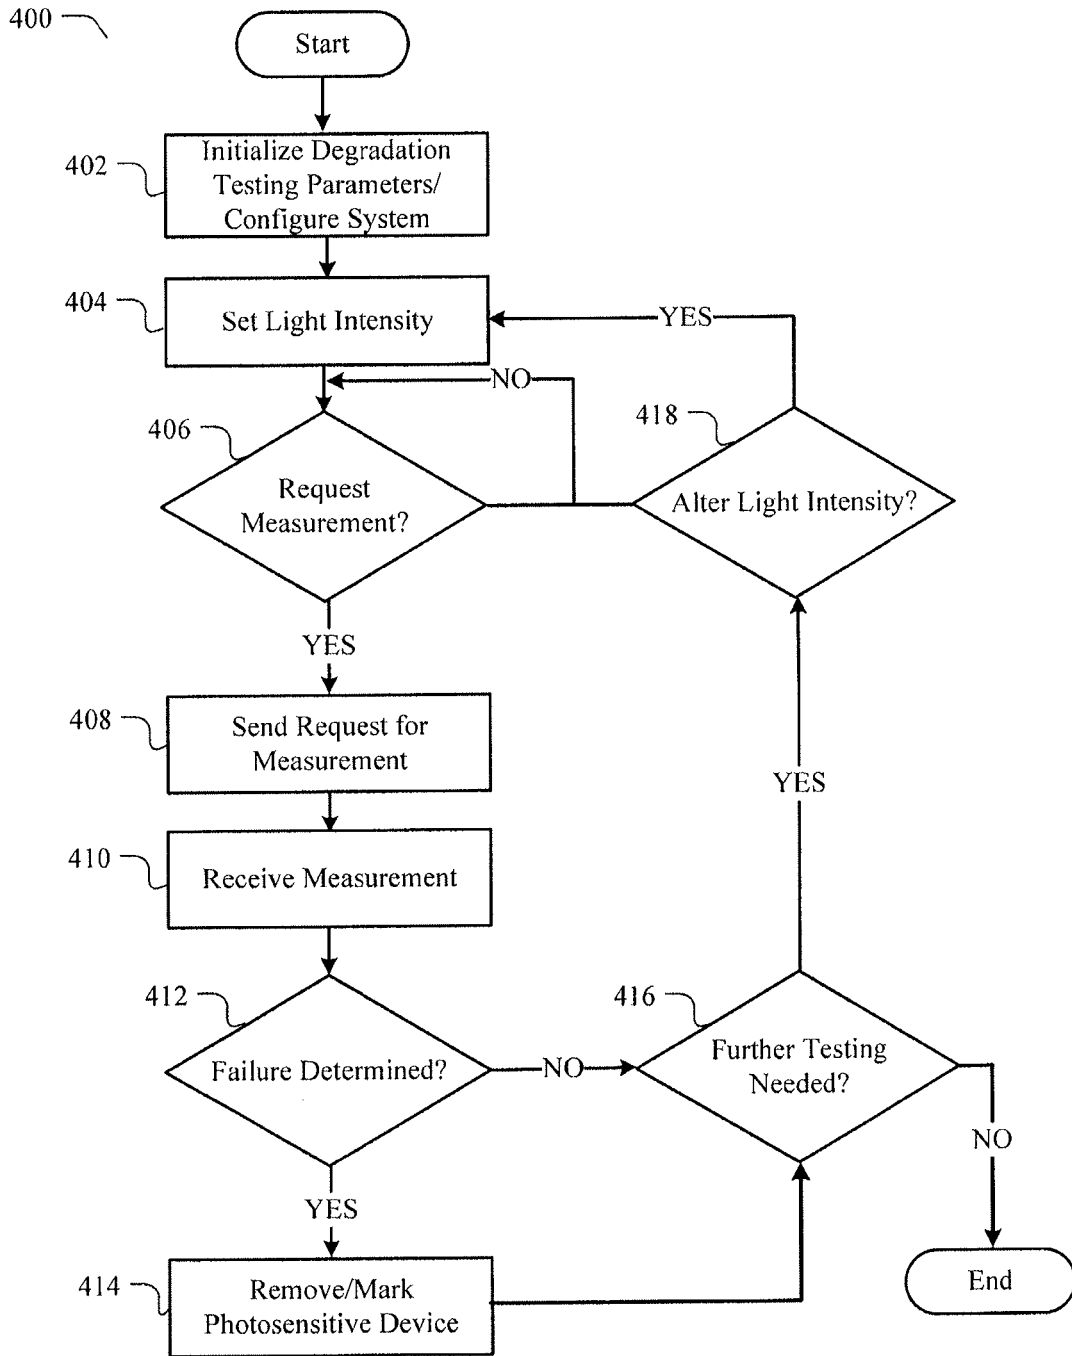 400
Start
402
Initialize Degradation
Testing Parameters/
Configure System
404
Set Light Intensity
YES
NO
406
Request
Measurement?
418
Alter Light Intensity?
YES
408
Send Request for
Measurement
YES
410
Receive Measurement
412
Failure Determined?
NO
416
Further Testing
Needed?
NO
YES
414
Remove/Mark
Photosensitive Device
End